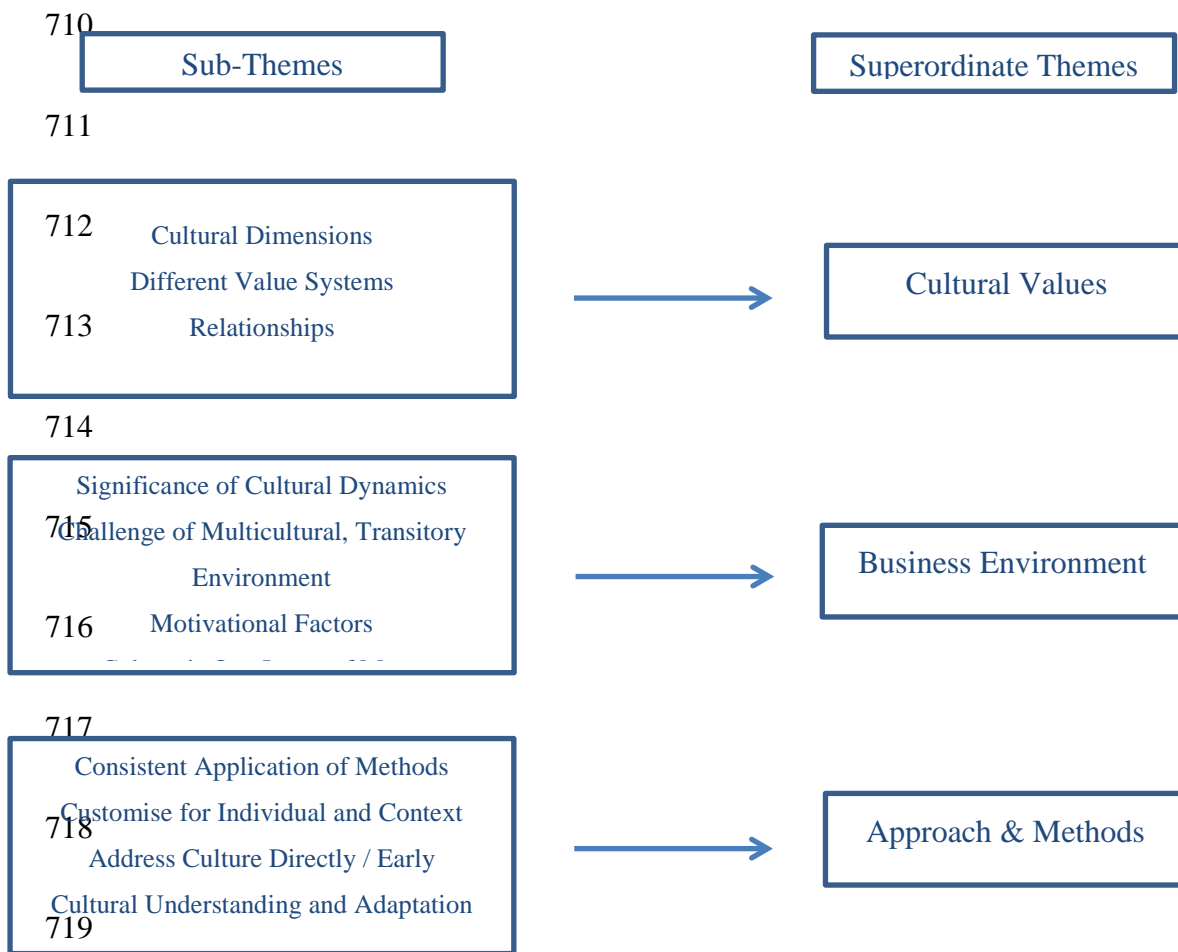 710
Sub-Themes
Superordinate Themes
711
712
Cultural Dimensions
Different Value Systems
Cultural Values
713
Relationships
714
Significance of Cultural Dynamics
715
Challenge of Multicultural, Transitory
Environment
Business Environment
716
Motivational Factors
717
Consistent Application of Methods
Customise for Individual and Context
718
Address Culture Directly / Early
Approach & Methods
Cultural Understanding and Adaptation
719